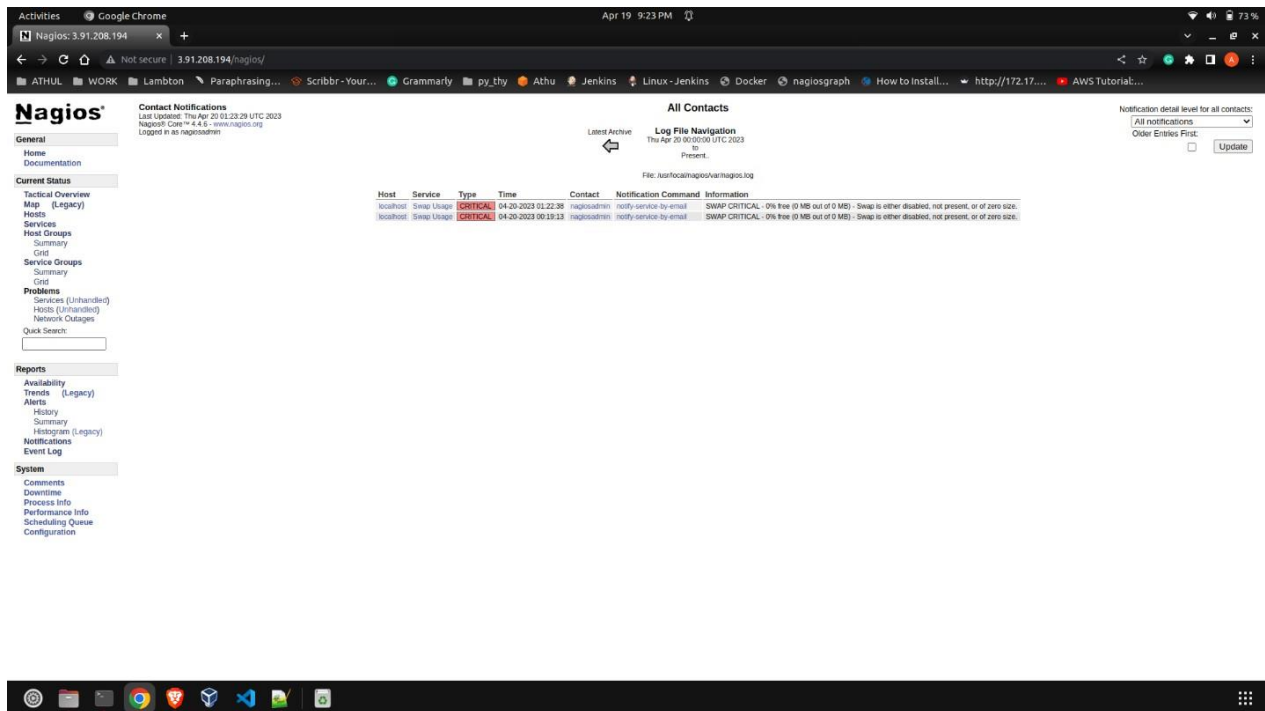 Activities Google Chrome Apr 19 9:23 PM 73 %
Nagios: 3.91.208.194 × +
Not secure | 3.91.208.194/nagios/
ATHUL WORK Lambton Paraphrasing... Scribbr - Your... Grammarly py_thy Athu Jenkins Linux - Jenkins Docker nagiosgraph How to Install... http://172.17.... AWS Tutorial:...
Nagios®
General
Home
Documentation
Current Status
Tactical Overview
Map (Legacy)
Hosts
Services
Host Groups
Summary
Grid
Service Groups
Summary
Grid
Problems
Services (Unhandled)
Hosts (Unhandled)
Network Outages
Quick Search:
Reports
Availability
Trends (Legacy)
Alerts
History
Summary
Histogram (Legacy)
Notifications
Event Log
System
Comments
Downtime
Process Info
Performance Info
Scheduling Queue
Configuration
Contact Notifications
Last Updated: Thu Apr 20 01:23:29 UTC 2023
Nagios® Core™ 4.4.6 - www.nagios.org
Logged in as nagiosadmin
All Contacts
Latest Archive
Log File Navigation
Thu Apr 20 00:00:00 UTC 2023
to
Present..
File: /usr/local/nagios/var/nagios.log
Notification detail level for all contacts:
All notifications
Older Entries First:
Update
Host Service Type Time Contact Notification Command Information
localhost Swap Usage CRITICAL 04-20-2023 01:22:38 nagiosadmin notify-service-by-email SWAP CRITICAL - 0% free (0 MB out of 0 MB) - Swap is either disabled, not present, or of zero size.
localhost Swap Usage CRITICAL 04-20-2023 00:19:13 nagiosadmin notify-service-by-email SWAP CRITICAL - 0% free (0 MB out of 0 MB) - Swap is either disabled, not present, or of zero size.